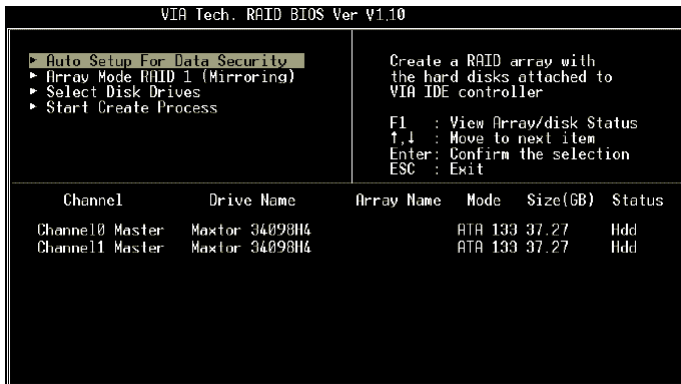 VIA Tech. RAID BIOS Ver V1.10
► Auto Setup For Data Security
► Array Mode RAID 1 (Mirroring)
► Select Disk Drives
► Start Create Process
Create a RAID array with
the hard disks attached to
VIA IDE controller
F1 : View Array/disk Status
↑,↓ : Move to next item
Enter: Confirm the selection
ESC : Exit
Channel Drive Name Array Name Mode Size(GB) Status
Channel0 Master Maxtor 34098H4 ATA 133 37.27 Hdd
Channel1 Master Maxtor 34098H4 ATA 133 37.27 Hdd